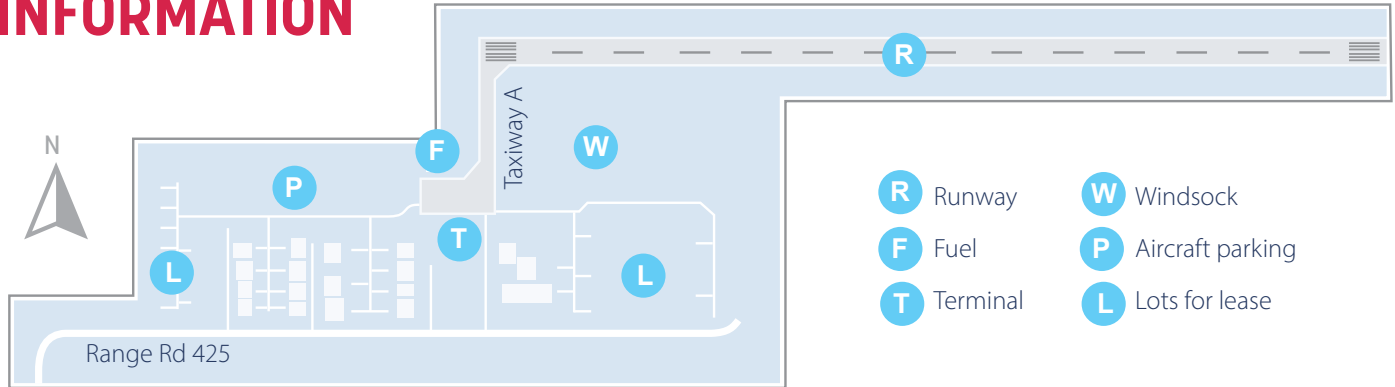 INFORMATION
R
N
Taxiway A
F
W
P
T
L
L
Range Rd 425
R Runway
W Windsock
F Fuel
P Aircraft parking
T Terminal
L Lots for lease